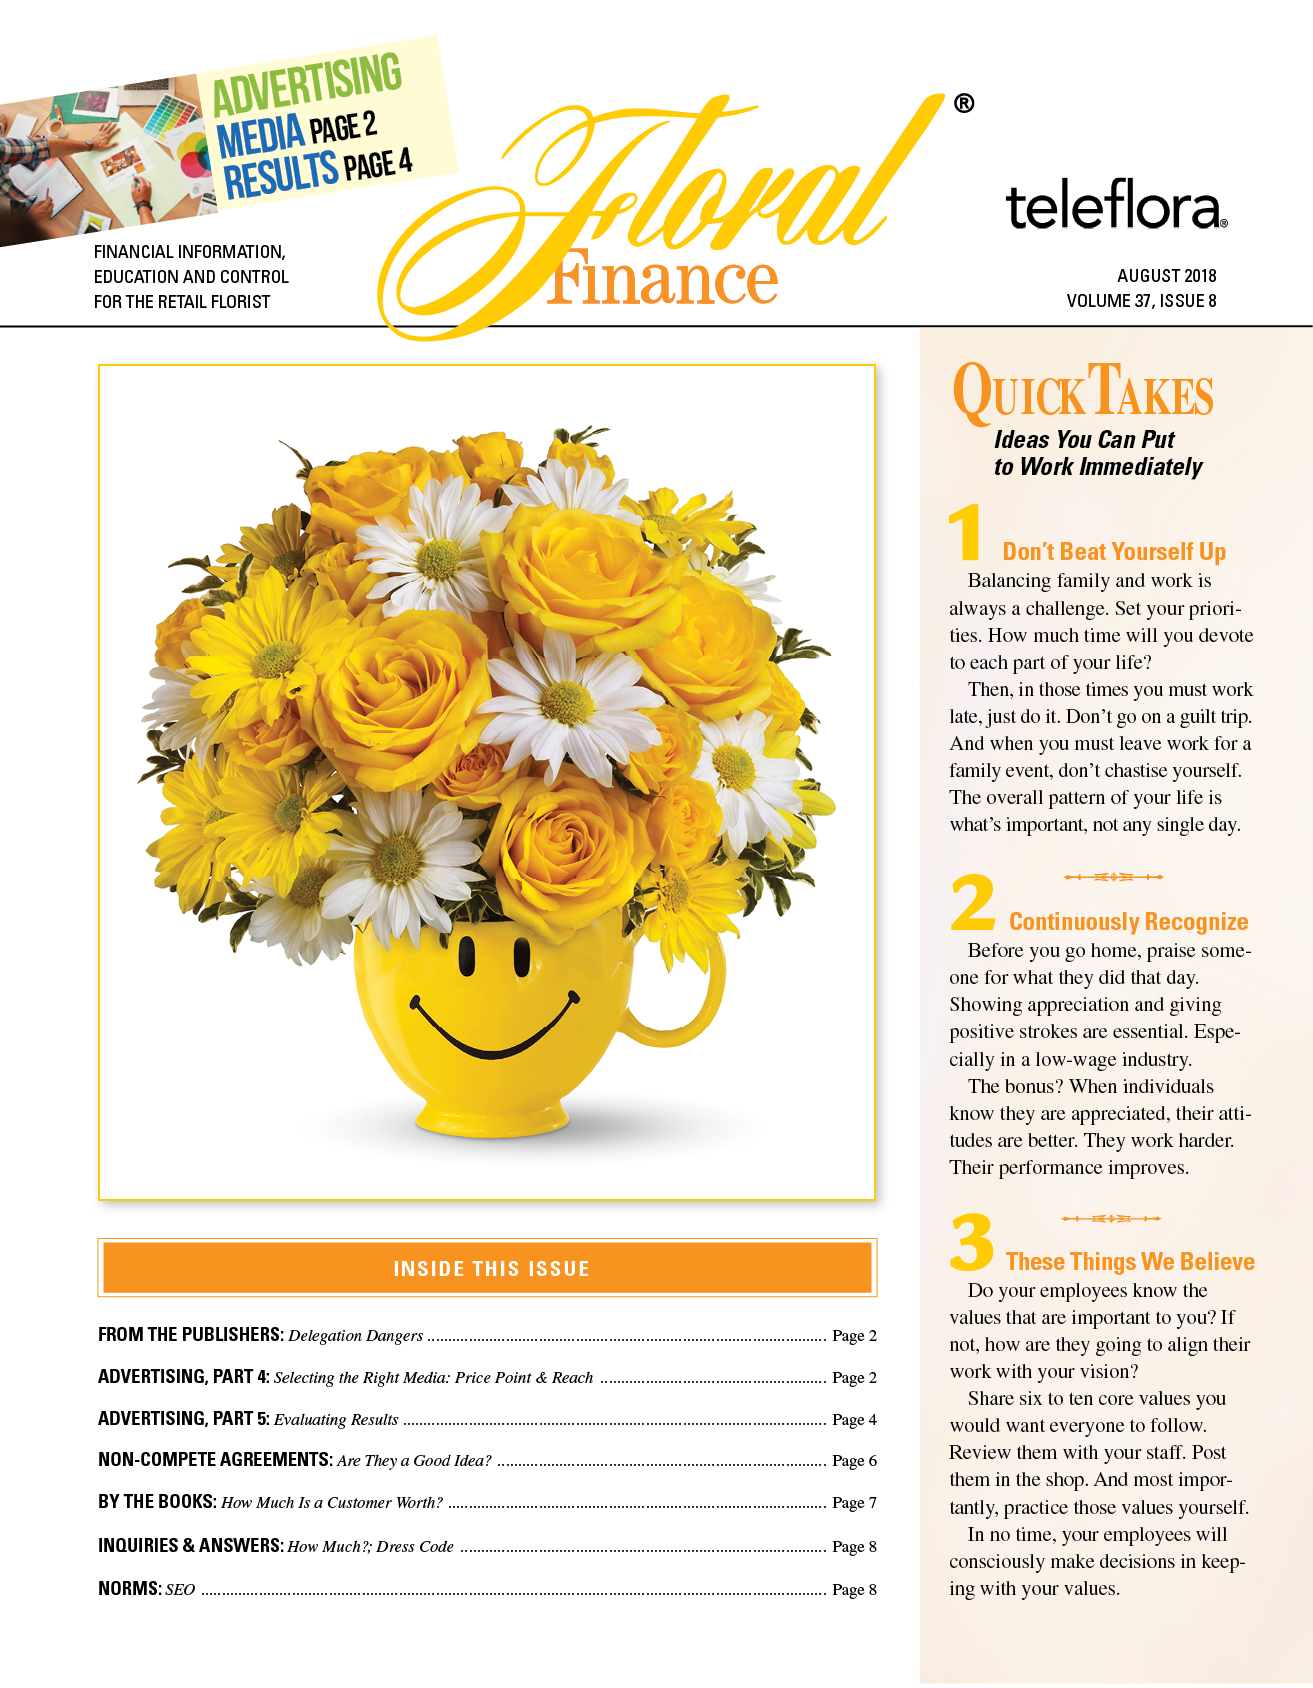 ADVERTISING
MEDIA PAGE 2
RESULTS PAGE 4
Floral®
Finance
teleflora®
FINANCIAL INFORMATION,
EDUCATION AND CONTROL
FOR THE RETAIL FLORIST
AUGUST 2018
VOLUME 37, ISSUE 8
INSIDE THIS ISSUE
FROM THE PUBLISHERS: Delegation Dangers ................................................ Page 2
ADVERTISING, PART 4: Selecting the Right Media: Price Point & Reach ................................................ Page 2
ADVERTISING, PART 5: Evaluating Results ................................................ Page 4
NON-COMPETE AGREEMENTS: Are They a Good Idea? ................................................ Page 6
BY THE BOOKS: How Much Is a Customer Worth? ................................................ Page 7
INQUIRIES & ANSWERS: How Much?; Dress Code ................................................ Page 8
NORMS: SEO ................................................ Page 8
QUICKTAKES
Ideas You Can Put
to Work Immediately
1 Don't Beat Yourself Up
Balancing family and work is
always a challenge. Set your priori-
ties. How much time will you devote
to each part of your life?
Then, in those times you must work
late, just do it. Don't go on a guilt trip.
And when you must leave work for a
family event, don't chastise yourself.
The overall pattern of your life is
what's important, not any single day.
2 Continuously Recognize
Before you go home, praise some-
one for what they did that day.
Showing appreciation and giving
positive strokes are essential. Espe-
cially in a low-wage industry.
The bonus? When individuals
know they are appreciated, their atti-
tudes are better. They work harder.
Their performance improves.
3 These Things We Believe
Do your employees know the
values that are important to you? If
not, how are they going to align their
work with your vision?
Share six to ten core values you
would want everyone to follow.
Review them with your staff. Post
them in the shop. And most impor-
tantly, practice those values yourself.
In no time, your employees will
consciously make decisions in keep-
ing with your values.